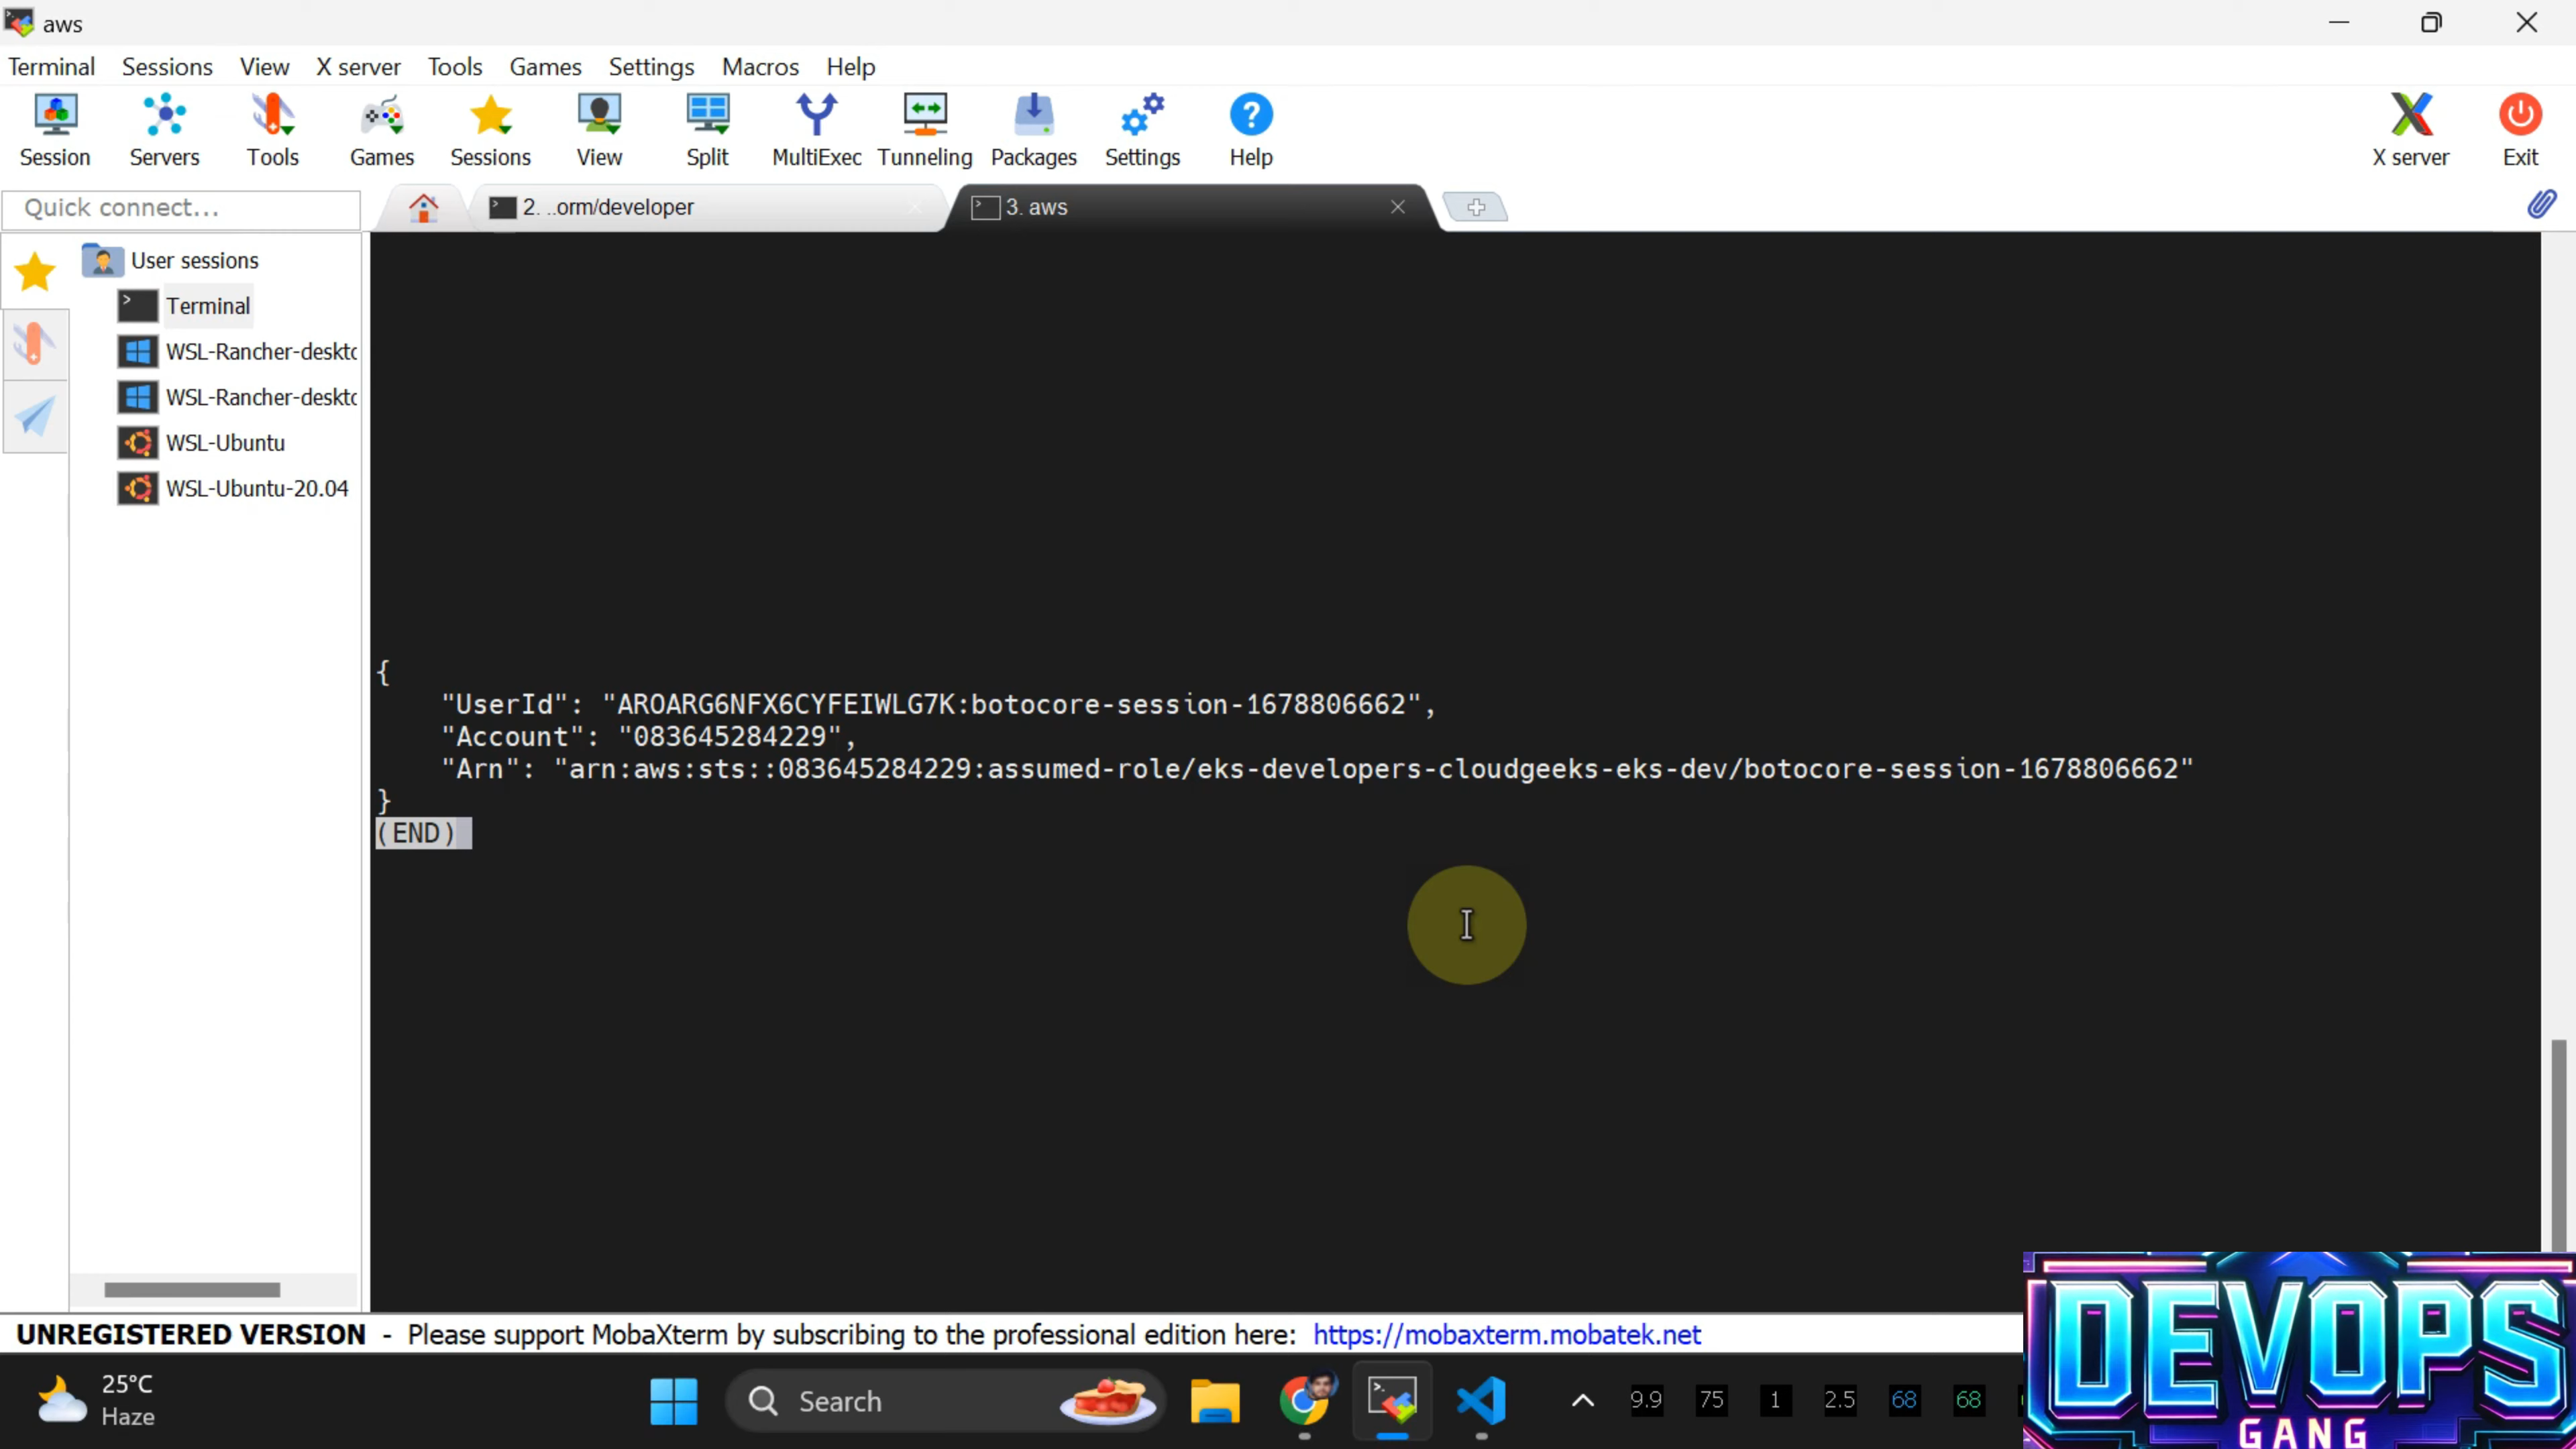 aws
Terminal Sessions View X server Tools Games Settings Macros Help
Session Servers Tools Games Sessions View Split MultiExec Tunneling Packages Settings Help X server Exit
Quick connect...
2. ..orm/developer
3. aws
User sessions
Terminal
WSL-Rancher-deskto
WSL-Rancher-deskto
WSL-Ubuntu
WSL-Ubuntu-20.04
{
"UserId": "AROARG6NFX6CYFEIWLG7K:botocore-session-1678806662",
"Account": "083645284229",
"Arn": "arn:aws:sts::083645284229:assumed-role/eks-developers-cloudgeeks-eks-dev/botocore-session-1678806662"
}
(END)
UNREGISTERED VERSION - Please support MobaXterm by subscribing to the professional edition here: https://mobaxterm.mobatek.net
25°C
Haze
Search
9.9 75 1 2.5 68 68
DEVOPS
GANG